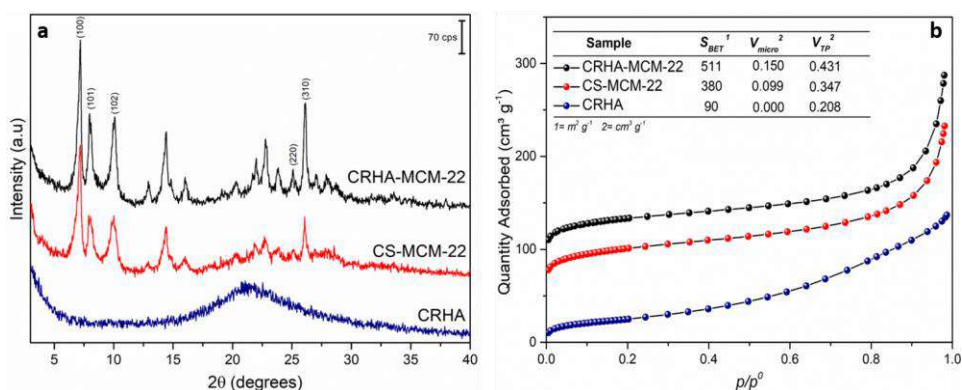 a
70 cps
(100)
(101)
(102)
(220)
(310)
CRHA-MCM-22
CS-MCM-22
CRHA
Intensity (a.u)
5 10 15 20 25 30 35 40
2θ (degrees)
b
Sample S_BET ¹ V_micro ² V_TP ²
CRHA-MCM-22 511 0.150 0.431
CS-MCM-22 380 0.099 0.347
CRHA 90 0.000 0.208
1= m² g⁻¹ 2= cm³ g⁻¹
Quantity Adsorbed (cm³ g⁻¹)
300
200
100
0
0.0 0.2 0.4 0.6 0.8 1.0
p/p⁰